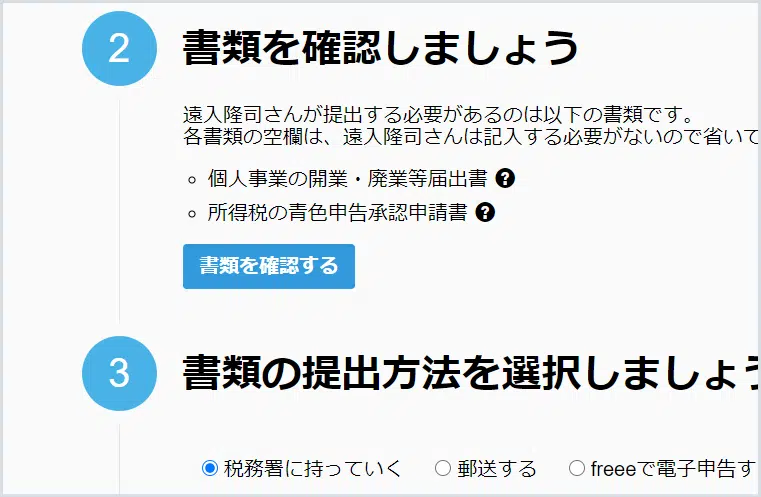 2
書類を確認しましょう
遠入隆司さんが提出する必要があるのは以下の書類です。
各書類の空欄は、遠入隆司さんは記入する必要がないので省いて
個人事業の開業・廃業等届出書 ?
所得税の青色申告承認申請書 ?
書類を確認する
3
書類の提出方法を選択しましょう
税務署に持っていく 郵送する freeeで電子申告す